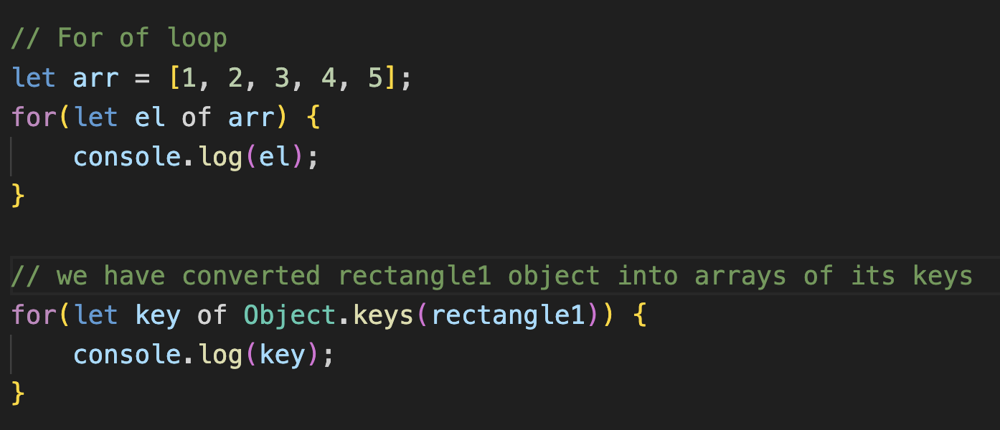 // For of loop
let arr = [1, 2, 3, 4, 5];
for(let el of arr) {
    console.log(el);
}
// we have converted rectangle1 object into arrays of its keys
for(let key of Object.keys(rectangle1)) {
    console.log(key);
}